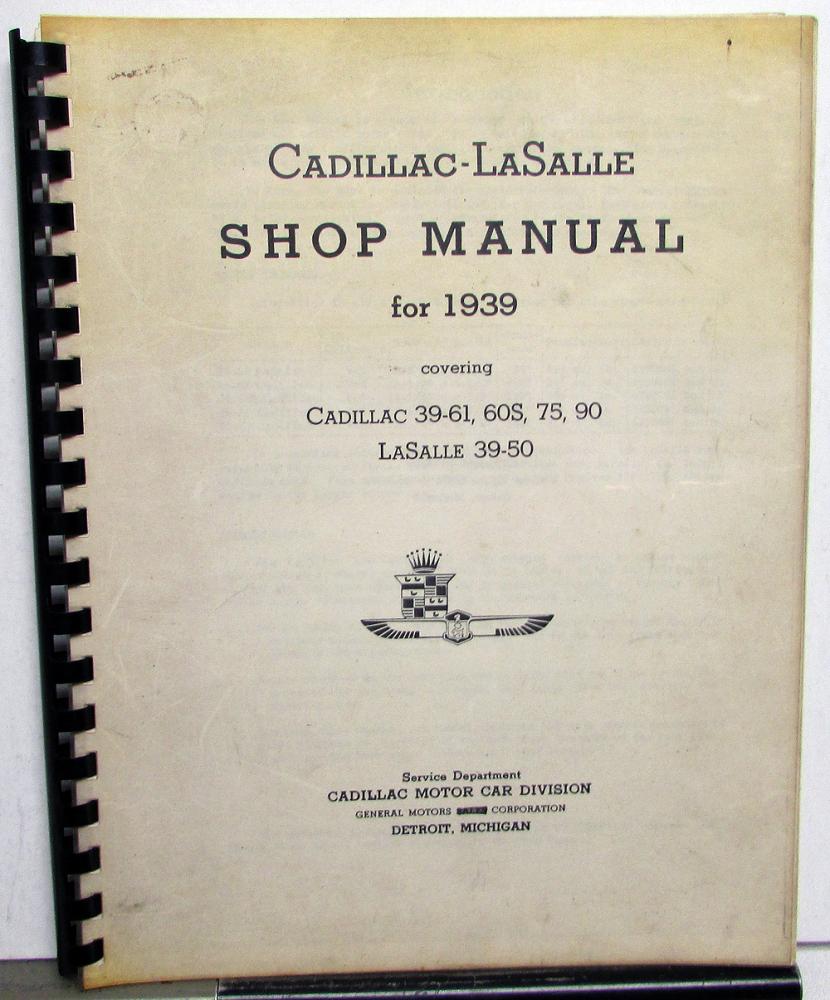 CADILLAC-LASALLE
SHOP MANUAL
for 1939
covering
CADILLAC 39-61, 60S, 75, 90
LASALLE 39-50
Service Department
CADILLAC MOTOR CAR DIVISION
GENERAL MOTORS CORPORATION
DETROIT, MICHIGAN